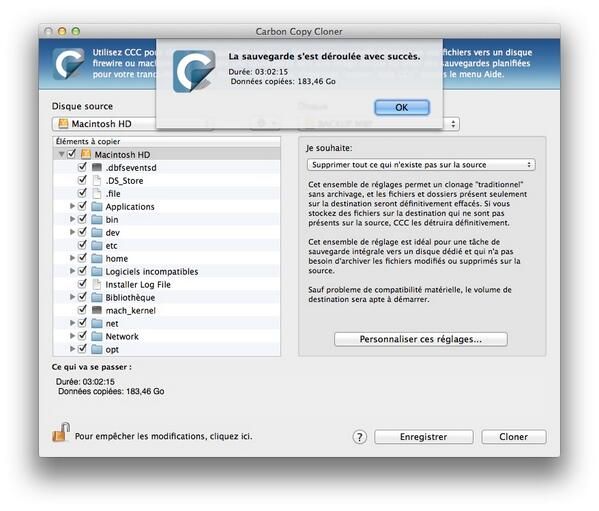 Carbon Copy Cloner
Utilisez CCC pour
fichiers vers un disque
firewire ou
sauvegardes planifiées
pour votre
le menu Aide.
La sauvegarde s'est déroulée avec succès.
Durée: 03:02:15
Données copiées: 183,46 Go
OK
Disque source
Disque
Macintosh HD
BACKUP
Éléments à copier
Macintosh HD
.dbfseventsd
.DS_Store
.file
Applications
bin
dev
etc
home
Logiciels incompatibles
Installer Log File
Bibliothèque
mach_kernel
net
Network
opt
Je souhaite:
Supprimer tout ce qui n'existe pas sur la source
Cet ensemble de réglages permet un clonage "traditionnel"
sans archivage, et les fichiers et dossiers présent seulement
sur la destination seront définitivement effacés. Si vous
stockez des fichiers sur la destination qui ne sont pas
présents sur la source, CCC les détruira définitivement.
Cet ensemble de réglage est idéal pour une tâche de
sauvegarde intégrale vers un disque dédié et qui n'a pas
besoin d'archiver les fichiers modifiés ou supprimés sur la
source.
Sauf probleme de compatibilité matérielle, le volume de
destination sera apte à démarrer.
Personnaliser ces réglages...
Ce qui va se passer :
Durée: 03:02:15
Données copiées: 183,46 Go
Pour empêcher les modifications, cliquez ici.
?
Enregistrer
Cloner